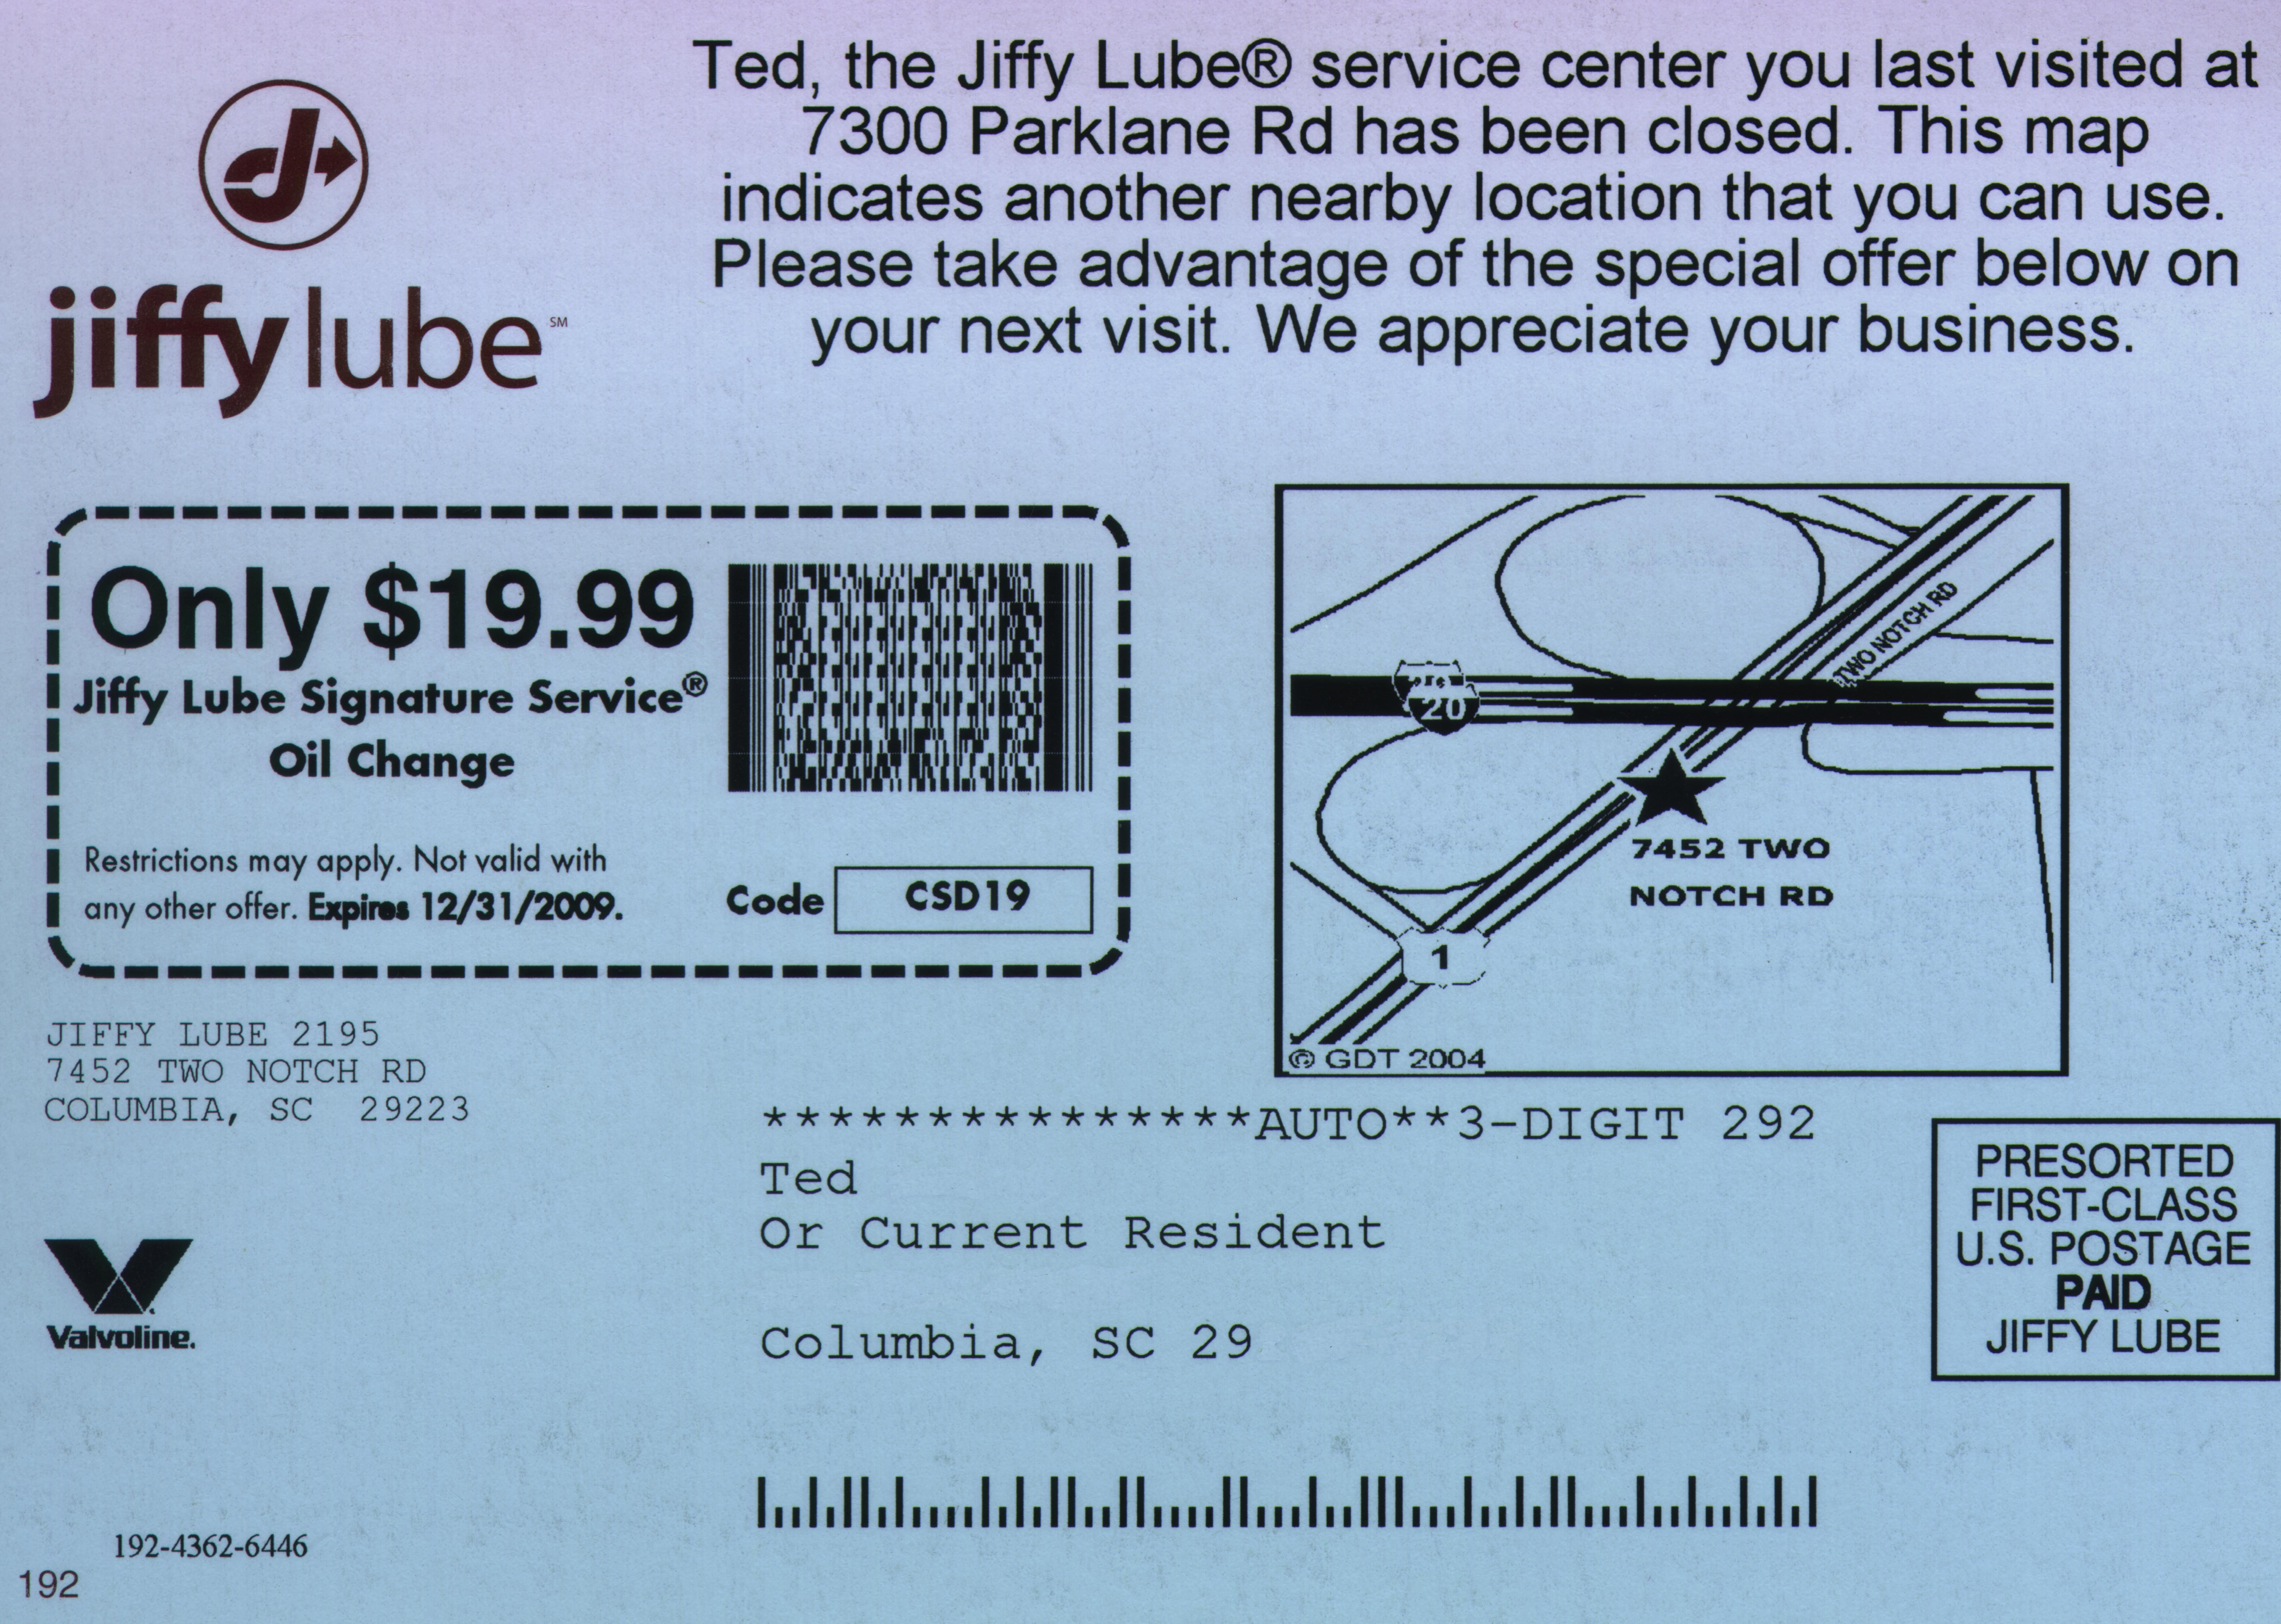 Ted, the Jiffy Lube® service center you last visited at
7300 Parklane Rd has been closed. This map
indicates another nearby location that you can use.
Please take advantage of the special offer below on
your next visit. We appreciate your business.
jiffy lube℠
Only $19.99
Jiffy Lube Signature Service®
Oil Change
Restrictions may apply. Not valid with
any other offer. Expires 12/31/2009.
Code CSD19
TWO NOTCH RD
20
7452 TWO
NOTCH RD
1
© GDT 2004
JIFFY LUBE 2195
7452 TWO NOTCH RD
COLUMBIA, SC 29223
***************AUTO**3-DIGIT 292
Ted
Or Current Resident
Columbia, SC 29
PRESORTED
FIRST-CLASS
U.S. POSTAGE
PAID
JIFFY LUBE
Valvoline.
192-4362-6446
192